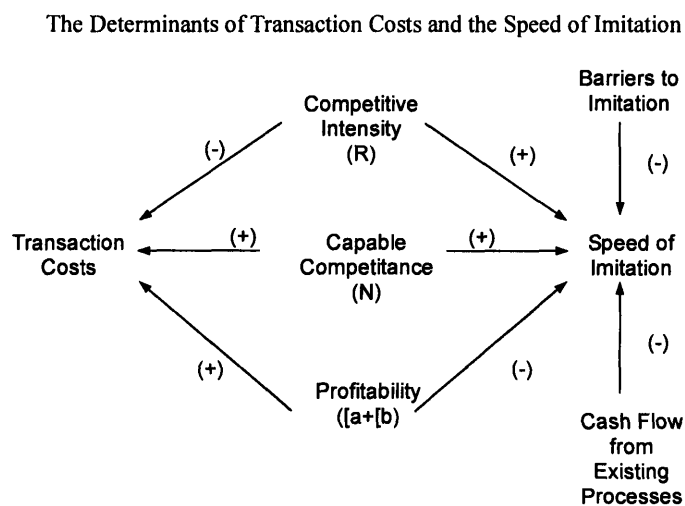 The Determinants of Transaction Costs and the Speed of Imitation
Competitive
Intensity
(R)
Barriers to
Imitation
(-)
(+)
(-)
Transaction
Costs
(+)
Capable
Competitance
(N)
(+)
Speed of
Imitation
(+)
Profitability
([a+[b)
(-)
(-)
Cash Flow
from
Existing
Processes